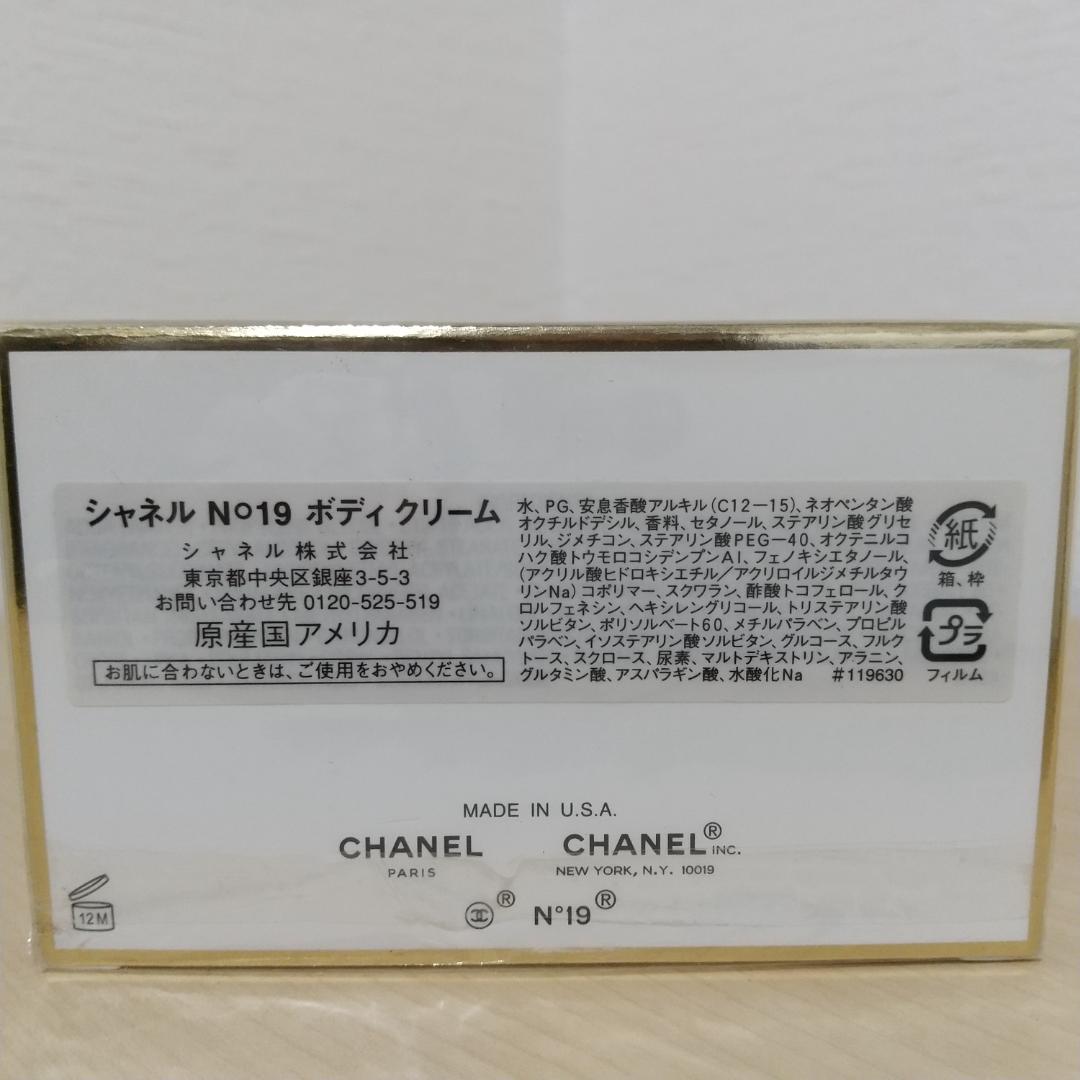 シャネル Nº19 ボディ クリーム
シャネル株式会社
東京都中央区銀座3-5-3
お問い合わせ先 0120-525-519
原産国アメリカ
お肌に合わないときは、ご使用をおやめください。
水、PG、安息香酸アルキル(C12ー15)、ネオペンタン酸
オクチルドデシル、香料、セタノール、ステアリン酸グリセ
リル、ジメチコン、ステアリン酸PEGー40、オクテニルコ
ハク酸トウモロコシデンプンAl、フェノキシエタノール、
(アクリル酸ヒドロキシエチル/アクリロイルジメチルタウ
リンNa)コポリマー、スクワラン、酢酸トコフェロール、ク
ロルフェネシン、ヘキシレングリコール、トリステアリン酸
ソルビタン、ポリソルベート60、メチルパラベン、プロピル
パラベン、イソステアリン酸ソルビタン、グルコース、フルク
トース、スクロース、尿素、マルトデキストリン、アラニン、
グルタミン酸、アスパラギン酸、水酸化Na #119630
紙
箱、枠
プラ
フィルム
MADE IN U.S.A.
CHANEL
PARIS
CHANEL® INC.
NEW YORK, N.Y. 10019
® N°19®
12M